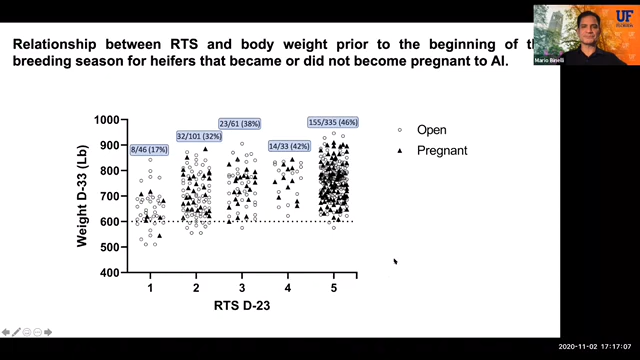 Relationship between RTS and body weight prior to the beginning of
breeding season for heifers that became or did not become pregnant to AI.
UF
Mario Binelli
8/46 (17%)
32/101 (32%)
23/61 (38%)
14/33 (42%)
155/335 (46%)
Open
Pregnant
Weight D-33 (Lb)
1000
900
800
700
600
500
400
1 2 3 4 5
RTS D-23
2020-11-02 17:17:07